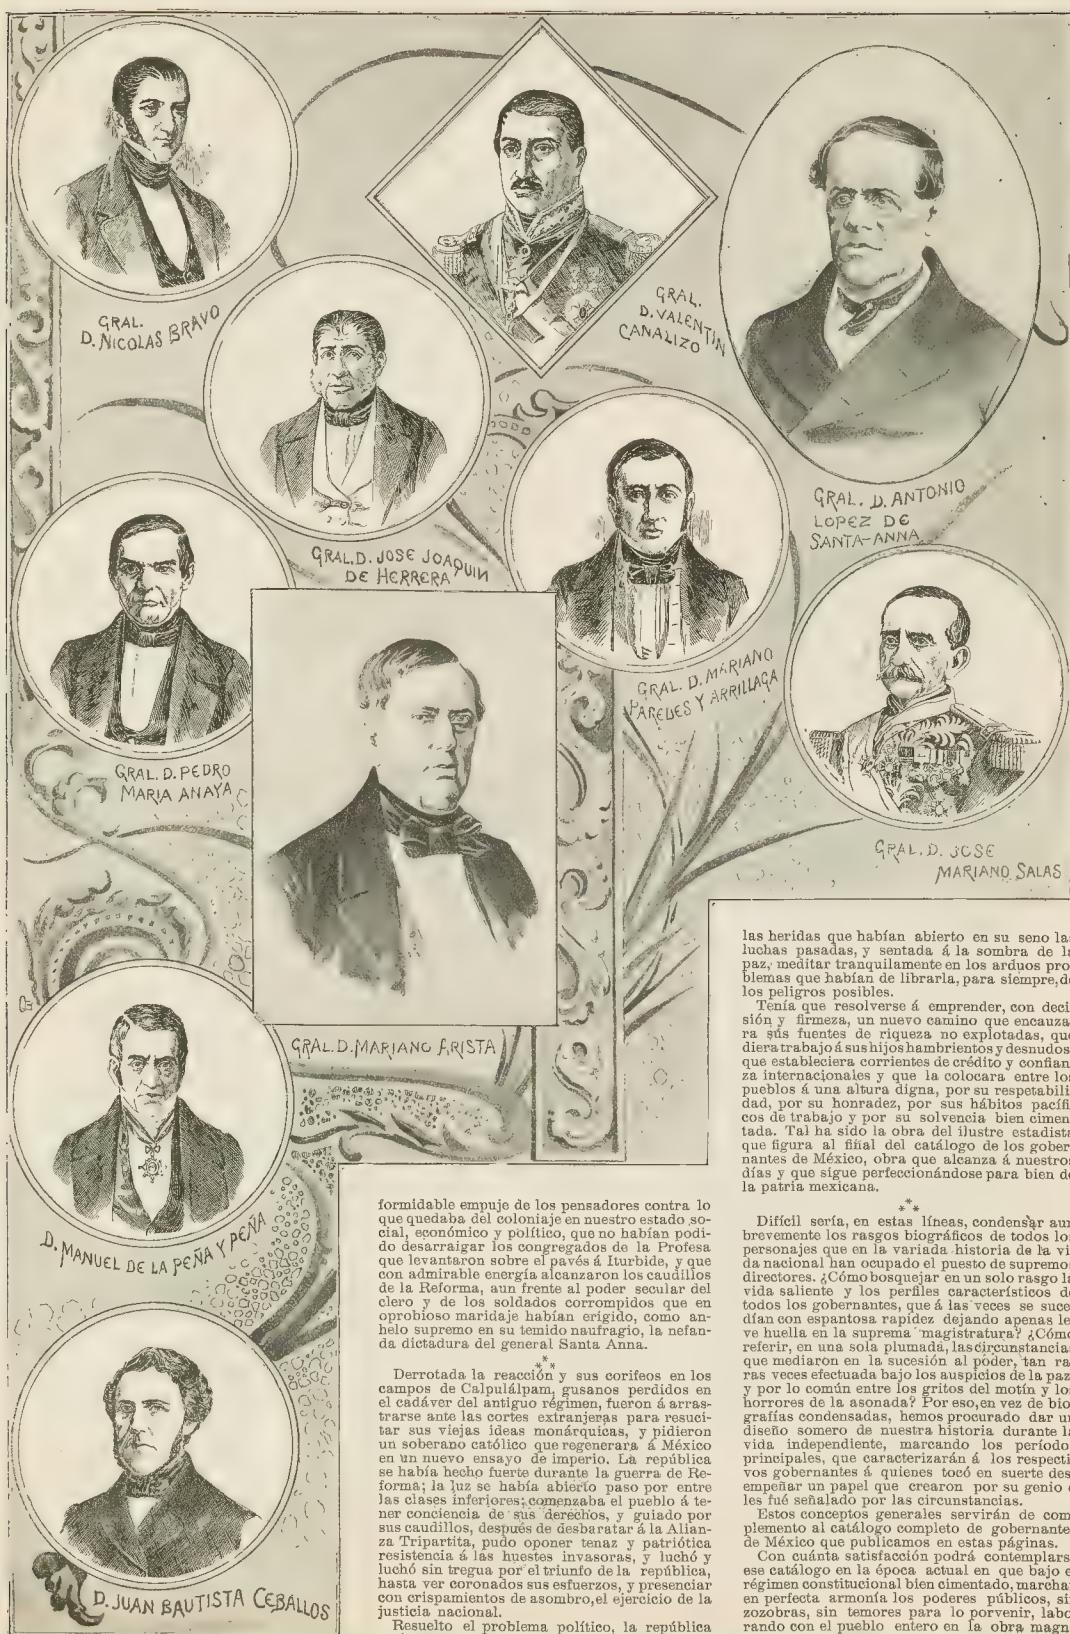 GRAL.
D. NICOLAS BRAVO
GRAL.
D. VALENTIN
CANALIZO
GRAL. D. JOSE JOAQUIN
DE HERRERA
GRAL. D. ANTONIO
LOPEZ DE
SANTA-ANNA
GRAL. D. MARIANO
PAREDES Y ARRILLAGA
GRAL. D. PEDRO
MARIA ANAYA
GRAL. D. JOSE
MARIANO SALAS
GRAL. D. MARIANO ARISTA
D. MANUEL DE LA PEÑA Y PEÑA
D. JUAN BAUTISTA CEBALLOS
formidable empuje de los pensadores contra lo
que quedaba del coloniaje en nuestro estado so-
cial, económico y político, que no habían podi-
do desarraigar los congregados de la Profesa
que levantaron sobre el pavés á Iturbide, y que
con admirable energía alcanzaron los caudillos
de la Reforma, aun frente al poder secular del
clero y de los soldados corrompidos que en
oprobioso maridaje habían erigido, como an-
helo supremo en su temido naufragio, la nefan-
da dictadura del general Santa Anna.
***
Derrotada la reacción y sus corifeos en los
campos de Calpulálpam, gusanos perdidos en
el cadáver del antiguo régimen, fueron á arras-
trarse ante las cortes extranjeras para resuci-
tar sus viejas ideas monárquicas, y pidieron
un soberano católico que regenerara á México
en un nuevo ensayo de imperio. La república
se había hecho fuerte durante la guerra de Re-
forma; la luz se había abierto paso por entre
las clases inferiores; comenzaba el pueblo á te-
ner conciencia de sus derechos, y guiado por
sus caudillos, después de desbaratar á la Alian-
za Tripartita, pudo oponer tenaz y patriótica
resistencia á las huestes invasoras, y luchó y
luchó sin tregua por el triunfo de la república,
hasta ver coronados sus esfuerzos, y presenciar
con crispamientos de asombro, el ejercicio de la
justicia nacional.
Resuelto el problema político, la república
las heridas que habían abierto en su seno la
luchas pasadas, y sentada á la sombra de l
paz, meditar tranquilamente en los arduos pro
blemas que habían de librarla, para siempre, d
los peligros posibles.
Tenía que resolverse á emprender, con deci
sión y firmeza, un nuevo camino que encauza
ra sus fuentes de riqueza no explotadas, que
diera trabajo á sus hijos hambrientos y desnudos
que estableciera corrientes de crédito y confian
za internacionales y que la colocara entre los
pueblos á una altura digna, por su respetabili
dad, por su honradez, por sus hábitos pacífi
cos de trabajo y por su solvencia bien cimen
tada. Tal ha sido la obra del ilustre estadista
que figura al final del catálogo de los gober
nantes de México, obra que alcanza á nuestros
días y que sigue perfeccionándose para bien d
la patria mexicana.
***
Difícil sería, en estas líneas, condensar aun
brevemente los rasgos biográficos de todos lo
personajes que en la variada historia de la vi
da nacional han ocupado el puesto de supremo
directores. ¿Cómo bosquejar en un solo rasgo l
vida saliente y los perfiles característicos d
todos los gobernantes, que á las veces se suce
dían con espantosa rapidez dejando apenas le
ve huella en la suprema magistratura? ¿Cómo
referir, en una sola plumada, las circunstancia
que mediaron en la sucesión al poder, tan ra
ras veces efectuada bajo los auspicios de la paz
y por lo común entre los gritos del motín y lo
horrores de la asonada? Por eso, en vez de bio
grafías condensadas, hemos procurado dar un
diseño somero de nuestra historia durante la
vida independiente, marcando los período
principales, que caracterizarán á los respecti
vos gobernantes á quienes tocó en suerte des
empeñar un papel que crearon por su genio
les fué señalado por las circunstancias.
Estos conceptos generales servirán de com
plemento al catálogo completo de gobernante
de México que publicamos en estas páginas.
Con cuánta satisfacción podrá contemplars
ese catálogo en la época actual en que bajo e
régimen constitucional bien cimentado, marcha
en perfecta armonía los poderes públicos, si
zozobras, sin temores para lo porvenir, labo
rando con el pueblo entero en la obra magn